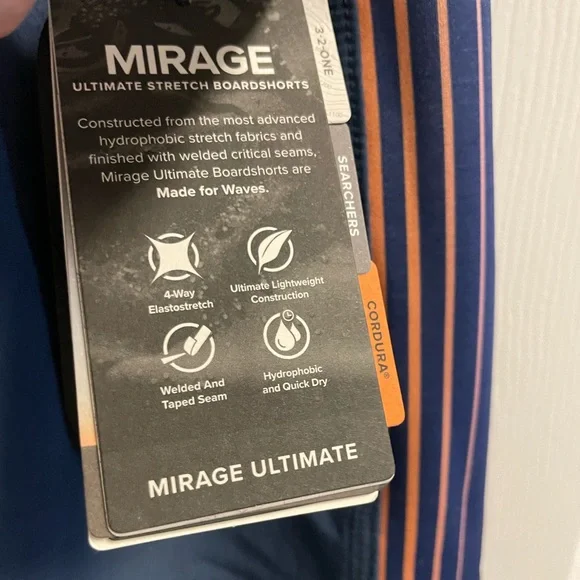 MIRAGE
ULTIMATE STRETCH BOARDSHORTS
Constructed from the most advanced
hydrophobic stretch fabrics and
finished with welded critical seams,
Mirage Ultimate Boardshorts are
Made for Waves.
4-Way
Elastostretch
Ultimate Lightweight
Construction
Welded And
Taped Seam
Hydrophobic
and Quick Dry
MIRAGE ULTIMATE
3-2-ONE
SEARCHERS
CORDURA®